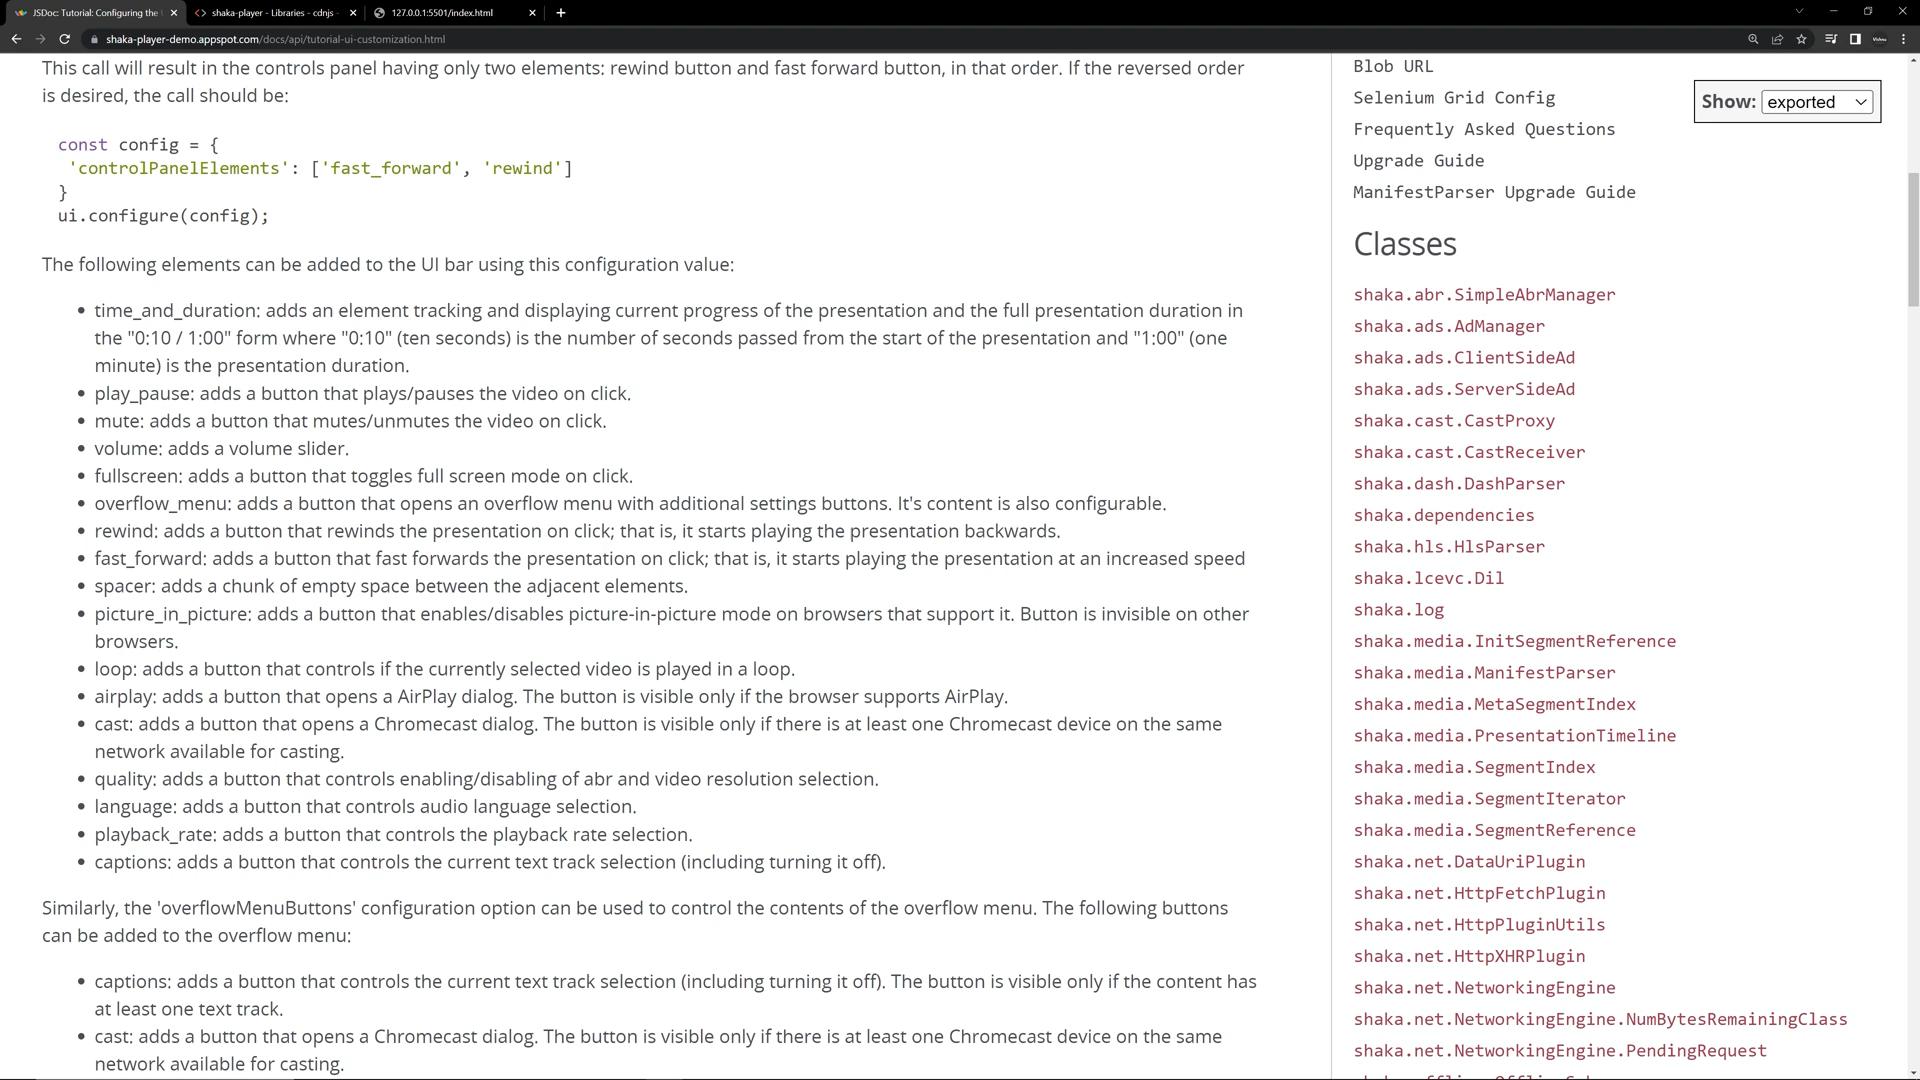 JSDoc: Tutorial: Configuring the
shaka-player - Libraries - cdnjs -
127.0.0.1:5501/index.html
shaka-player-demo.appspot.com/docs/api/tutorial-ui-customization.html
This call will result in the controls panel having only two elements: rewind button and fast forward button, in that order. If the reversed order
is desired, the call should be:
const config = {
'controlPanelElements': ['fast_forward', 'rewind']
}
ui.configure(config);
The following elements can be added to the UI bar using this configuration value:
• time_and_duration: adds an element tracking and displaying current progress of the presentation and the full presentation duration in
the "0:10 / 1:00" form where "0:10" (ten seconds) is the number of seconds passed from the start of the presentation and "1:00" (one
minute) is the presentation duration.
• play_pause: adds a button that plays/pauses the video on click.
• mute: adds a button that mutes/unmutes the video on click.
• volume: adds a volume slider.
• fullscreen: adds a button that toggles full screen mode on click.
• overflow_menu: adds a button that opens an overflow menu with additional settings buttons. It's content is also configurable.
• rewind: adds a button that rewinds the presentation on click; that is, it starts playing the presentation backwards.
• fast_forward: adds a button that fast forwards the presentation on click; that is, it starts playing the presentation at an increased speed
• spacer: adds a chunk of empty space between the adjacent elements.
• picture_in_picture: adds a button that enables/disables picture-in-picture mode on browsers that support it. Button is invisible on other
browsers.
• loop: adds a button that controls if the currently selected video is played in a loop.
• airplay: adds a button that opens a AirPlay dialog. The button is visible only if the browser supports AirPlay.
• cast: adds a button that opens a Chromecast dialog. The button is visible only if there is at least one Chromecast device on the same
network available for casting.
• quality: adds a button that controls enabling/disabling of abr and video resolution selection.
• language: adds a button that controls audio language selection.
• playback_rate: adds a button that controls the playback rate selection.
• captions: adds a button that controls the current text track selection (including turning it off).
Similarly, the 'overflowMenuButtons' configuration option can be used to control the contents of the overflow menu. The following buttons
can be added to the overflow menu:
• captions: adds a button that controls the current text track selection (including turning it off). The button is visible only if the content has
at least one text track.
• cast: adds a button that opens a Chromecast dialog. The button is visible only if there is at least one Chromecast device on the same
network available for casting.
Blob URL
Selenium Grid Config
Frequently Asked Questions
Upgrade Guide
ManifestParser Upgrade Guide
Show: exported
Classes
shaka.abr.SimpleAbrManager
shaka.ads.AdManager
shaka.ads.ClientSideAd
shaka.ads.ServerSideAd
shaka.cast.CastProxy
shaka.cast.CastReceiver
shaka.dash.DashParser
shaka.dependencies
shaka.hls.HlsParser
shaka.lcevc.Dil
shaka.log
shaka.media.InitSegmentReference
shaka.media.ManifestParser
shaka.media.MetaSegmentIndex
shaka.media.PresentationTimeline
shaka.media.SegmentIndex
shaka.media.SegmentIterator
shaka.media.SegmentReference
shaka.net.DataUriPlugin
shaka.net.HttpFetchPlugin
shaka.net.HttpPluginUtils
shaka.net.HttpXHRPlugin
shaka.net.NetworkingEngine
shaka.net.NetworkingEngine.NumBytesRemainingClass
shaka.net.NetworkingEngine.PendingRequest